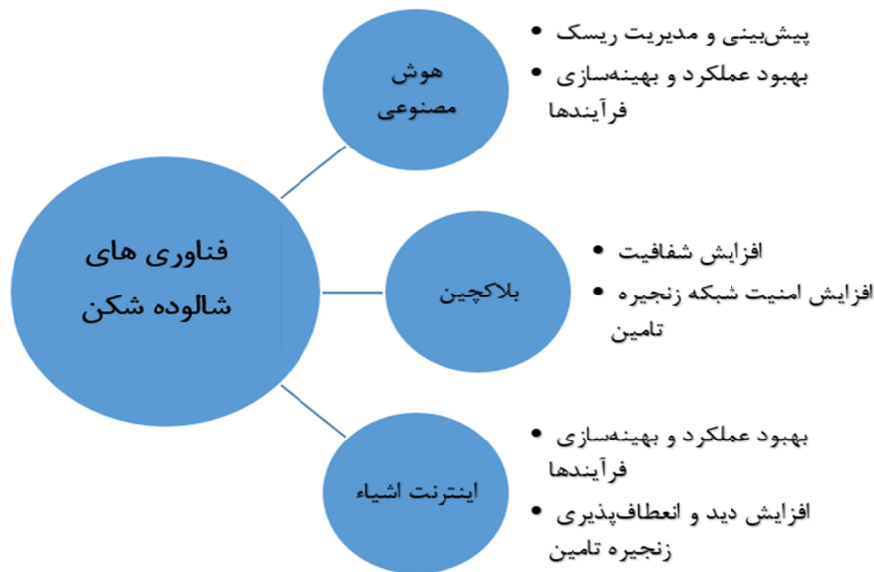 فناوری های
شالوده شکن
هوش
مصنوعی
• پیش‌بینی و مدیریت ریسک
• بهبود عملکرد و بهینه‌سازی
فرآیندها
بلاکچین
• افزایش شفافیت
• افزایش امنیت شبکه زنجیره
تامین
اینترنت اشیاء
• بهبود عملکرد و بهینه‌سازی
فرآیندها
• افزایش دید و انعطاف‌پذیری
زنجیره تامین